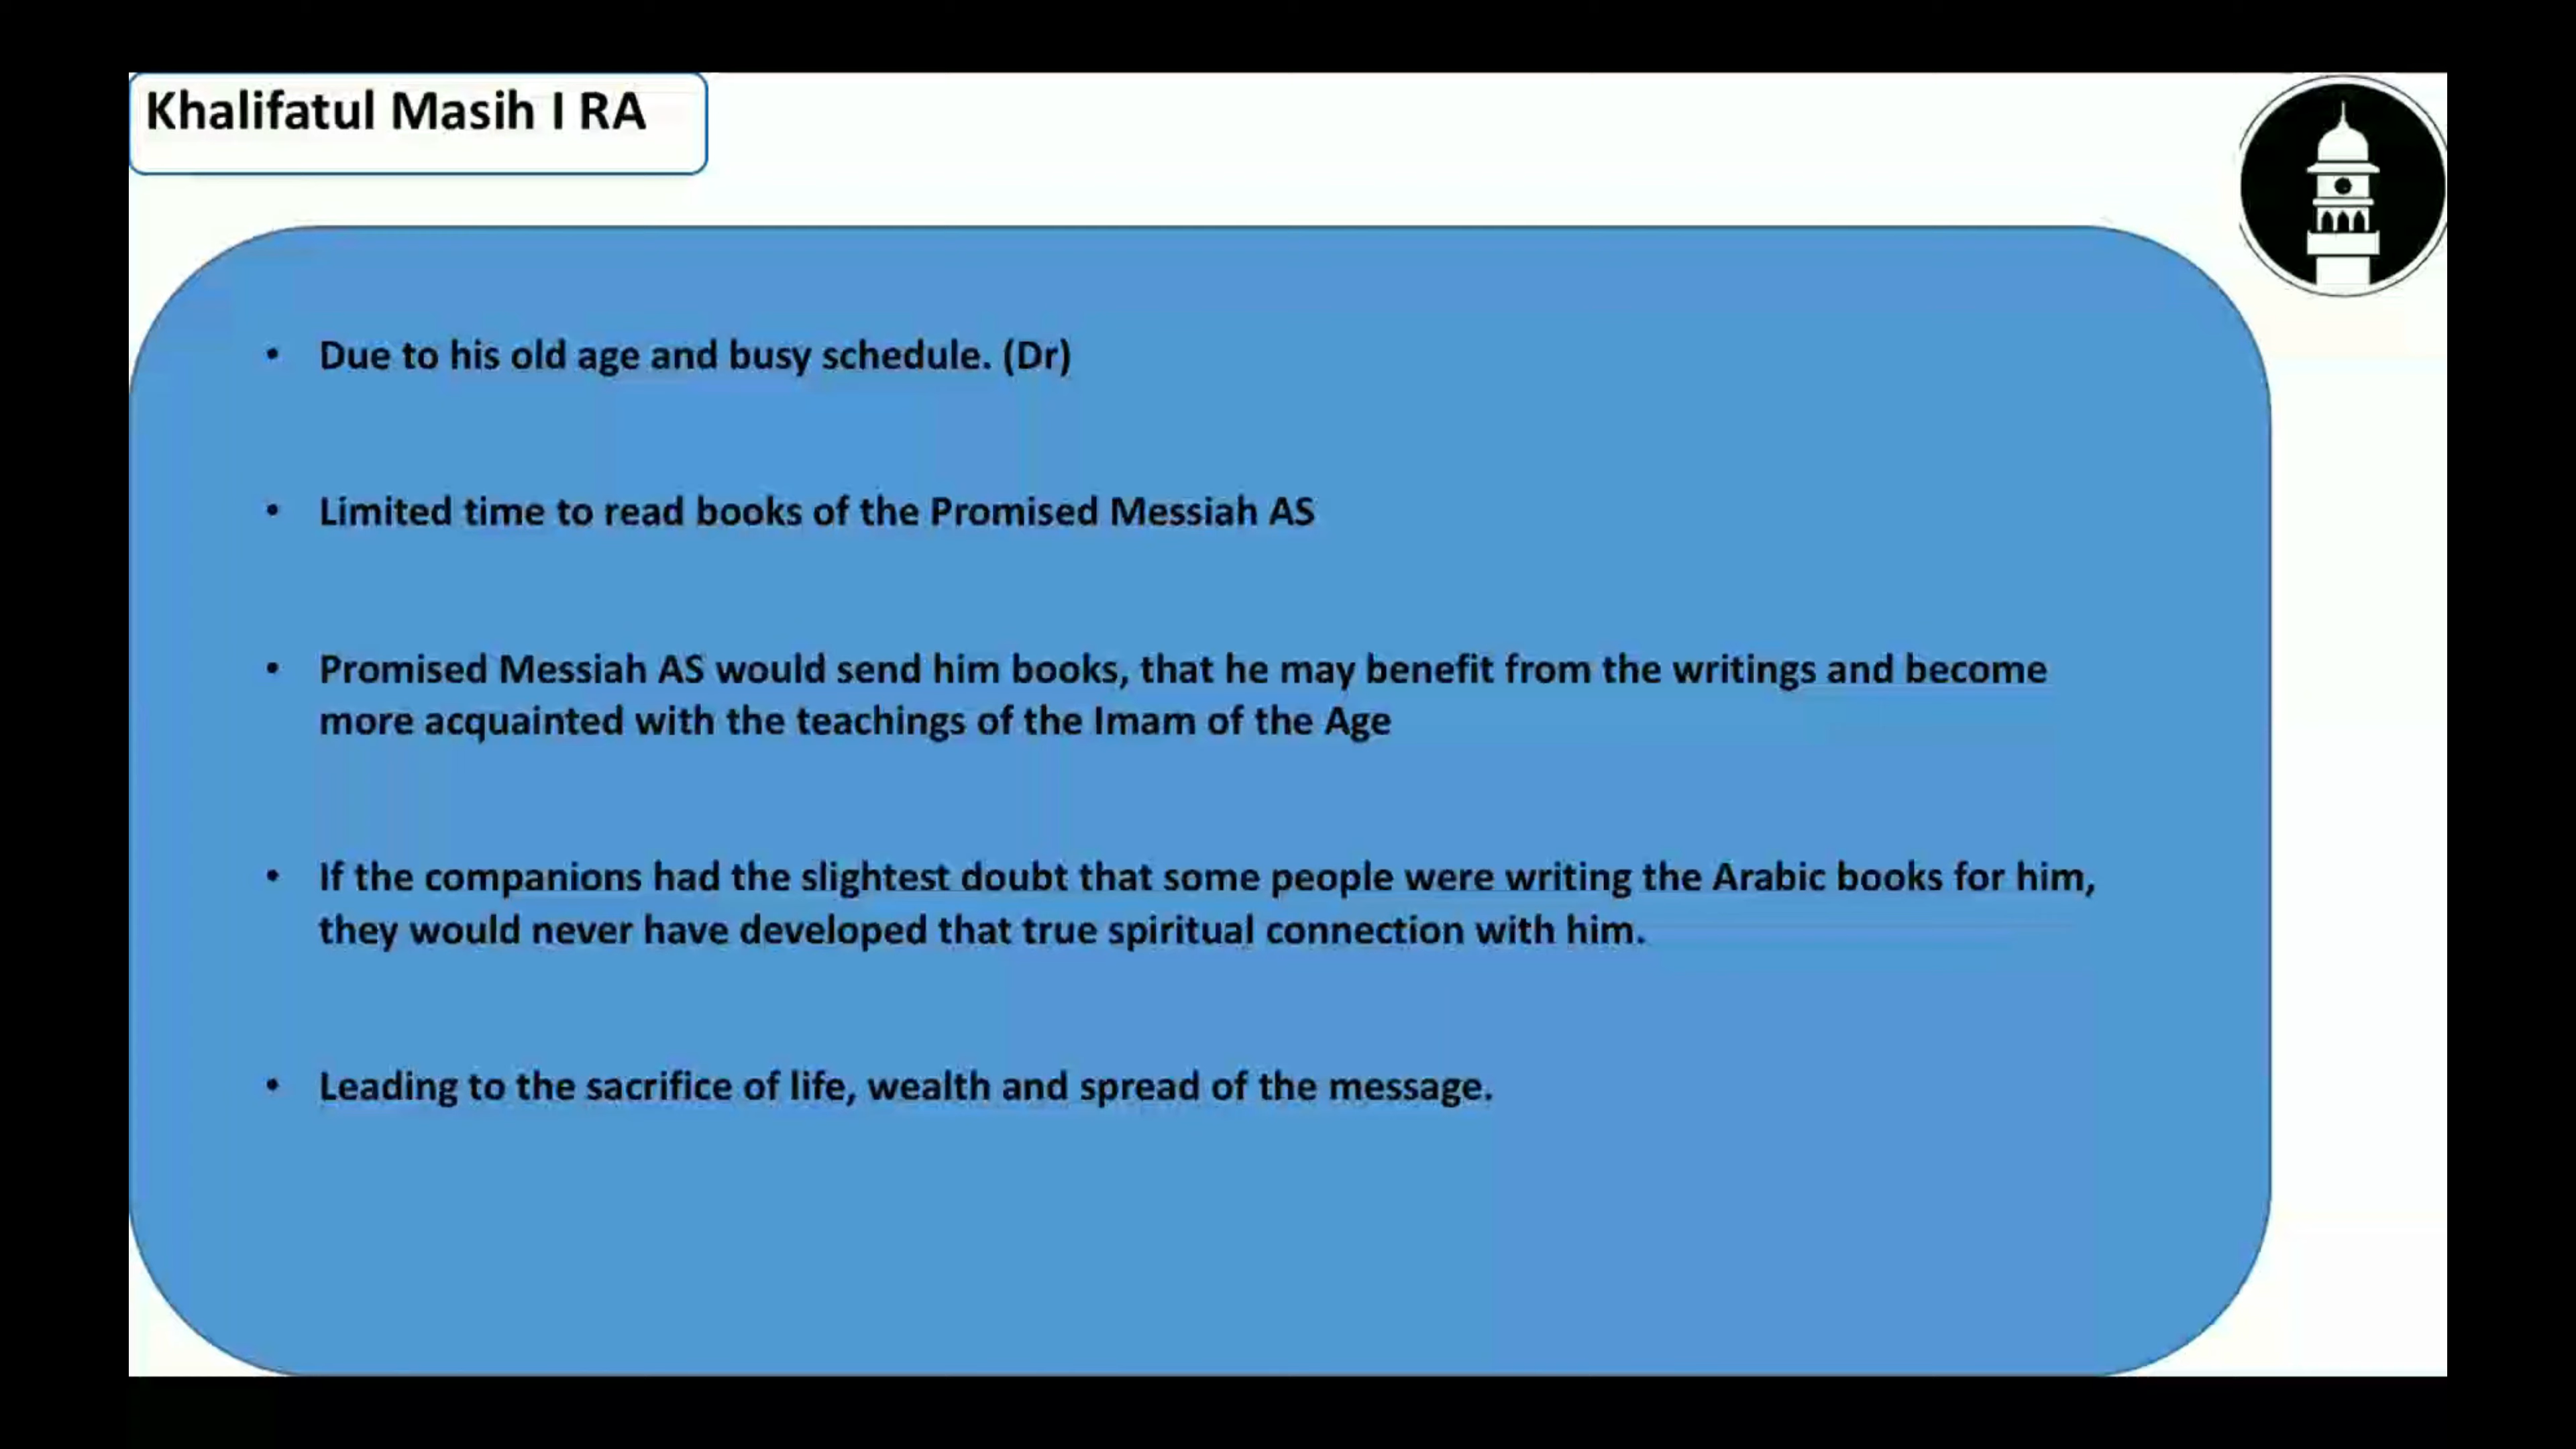 Khalifatul Masih I RA
• Due to his old age and busy schedule. (Dr)
• Limited time to read books of the Promised Messiah AS
• Promised Messiah AS would send him books, that he may benefit from the writings and become
more acquainted with the teachings of the Imam of the Age
• If the companions had the slightest doubt that some people were writing the Arabic books for him,
they would never have developed that true spiritual connection with him.
• Leading to the sacrifice of life, wealth and spread of the message.